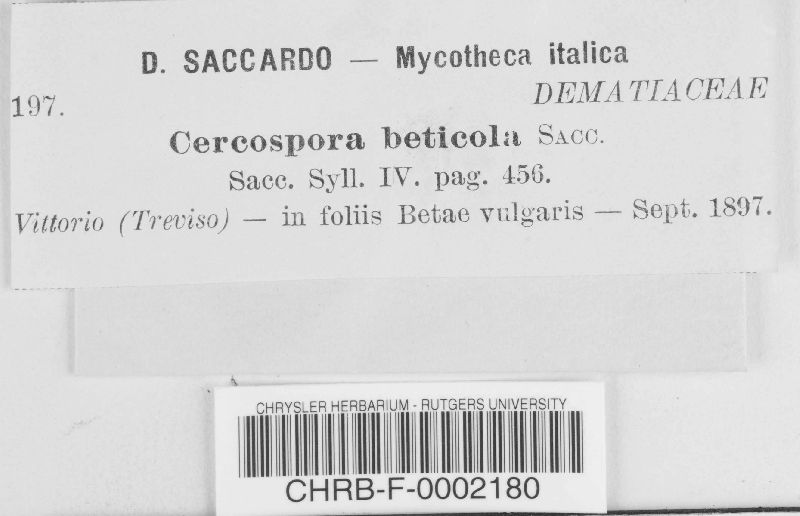 D. SACCARDO — Mycotheca italica
197.
DEMATIACEAE
Cercospora beticola SACC.
Sacc. Syll. IV. pag. 456.
Vittorio (Treviso) — in foliis Betae vulgaris — Sept. 1897.
CHRYSLER HERBARIUM - RUTGERS UNIVERSITY
CHRB-F-0002180